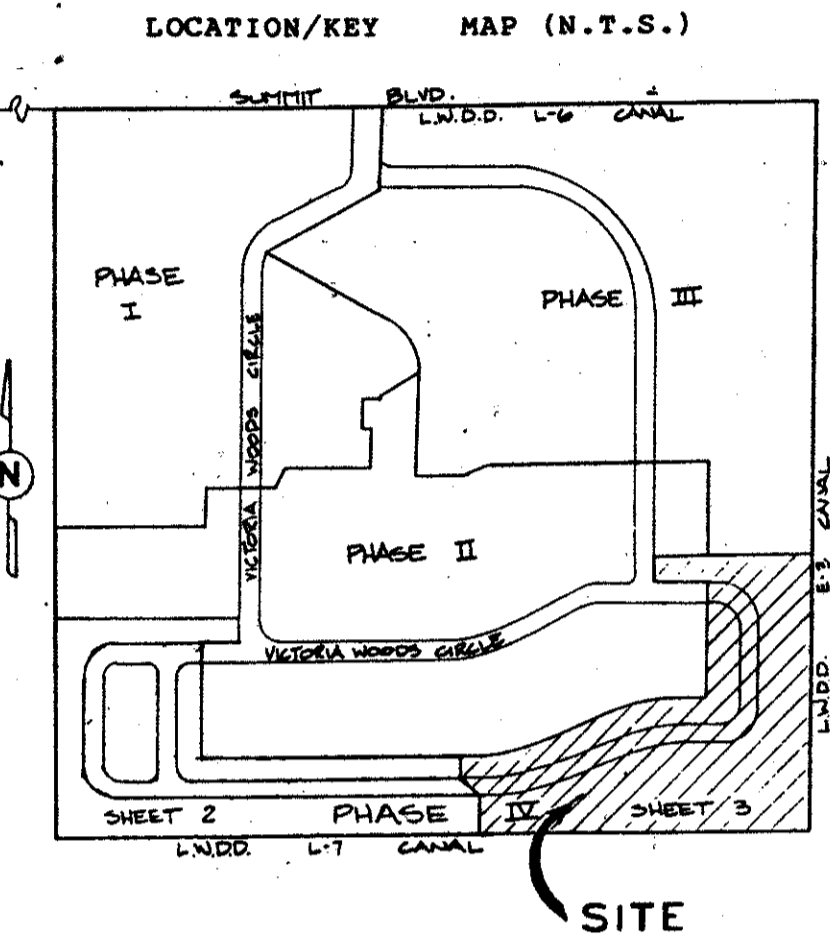 LOCATION/KEY MAP (N.T.S.)
SUMMIT BLVD.
L.W.D.D. L-6 CANAL
PHASE
I
PHASE III
VICTORIA WOODS CIRCLE
N
PHASE II
L.W.D.D. E-3 CANAL
VICTORIA WOODS CIRCLE
SHEET 2 PHASE IV SHEET 3
L.W.D.D. L-7 CANAL
SITE